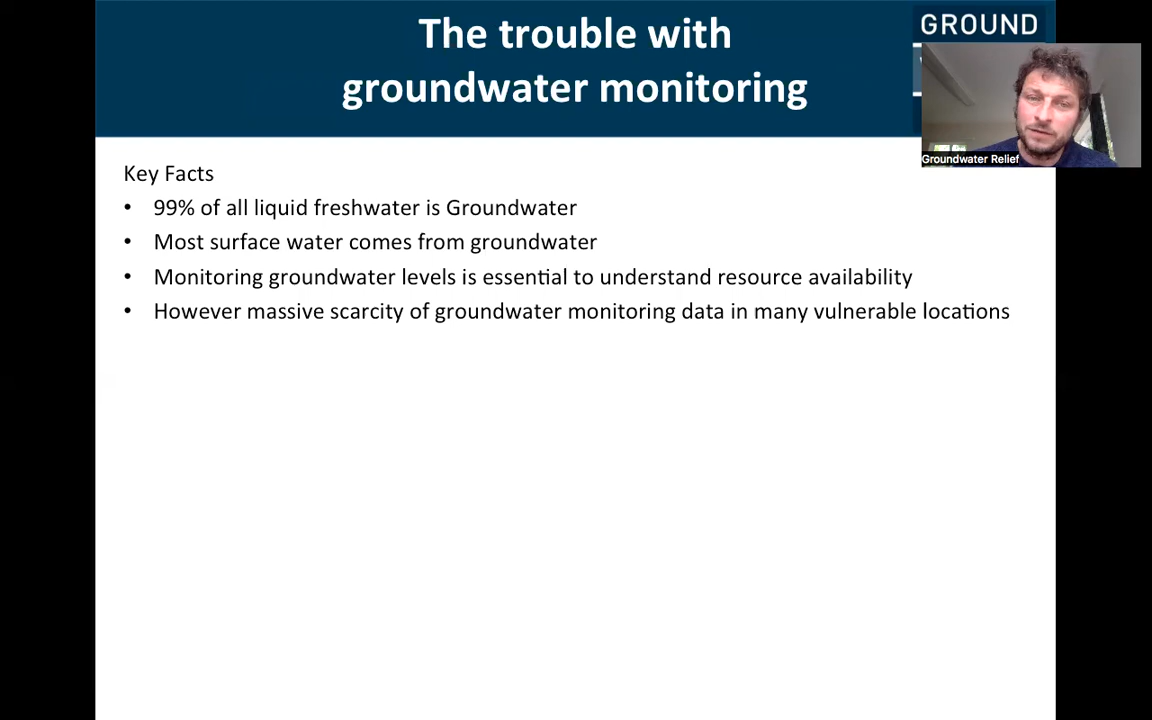 The trouble with
groundwater monitoring
GROUND
Groundwater Relief
Key Facts
• 99% of all liquid freshwater is Groundwater
• Most surface water comes from groundwater
• Monitoring groundwater levels is essential to understand resource availability
• However massive scarcity of groundwater monitoring data in many vulnerable locations